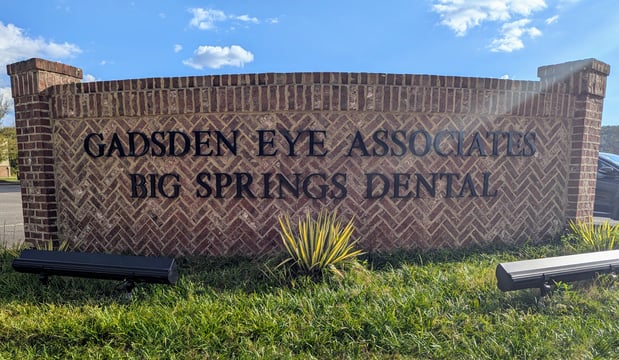 GADSDEN EYE ASSOCIATES
BIG SPRINGS DENTAL